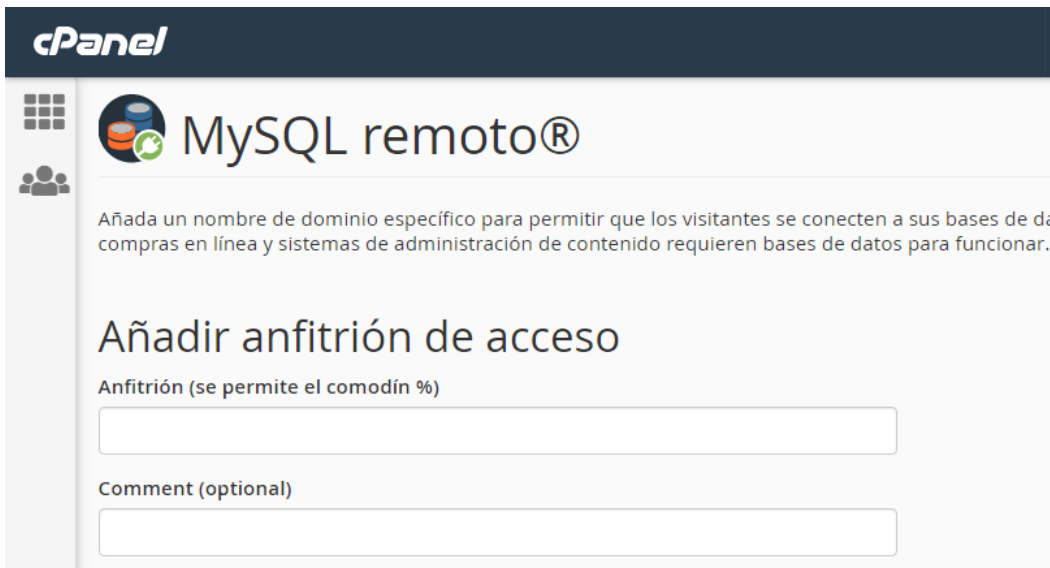 cPanel
MySQL remoto®
Añada un nombre de dominio específico para permitir que los visitantes se conecten a sus bases de
compras en línea y sistemas de administración de contenido requieren bases de datos para funcionar.
Añadir anfitrión de acceso
Anfitrión (se permite el comodín %)
Comment (optional)